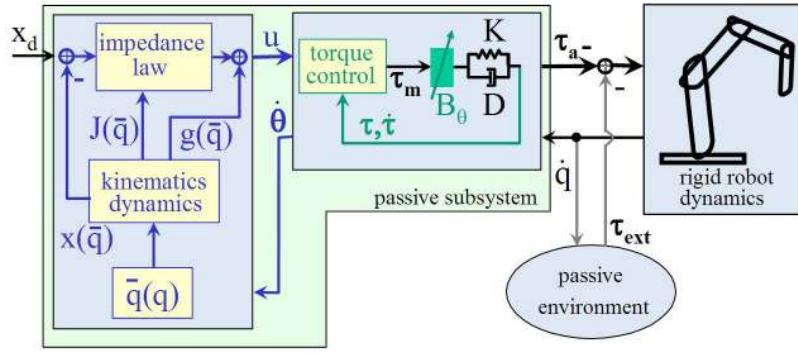 x_d
impedance
law
u
torque
control
τ_m
K
D
B_θ
τ_a
-
-
-
J(q̄)
g(q̄)
θ̇
τ,τ̇
q̇
rigid robot
dynamics
kinematics
dynamics
passive subsystem
τ_ext
x(q̄)
q̄(q)
passive
environment